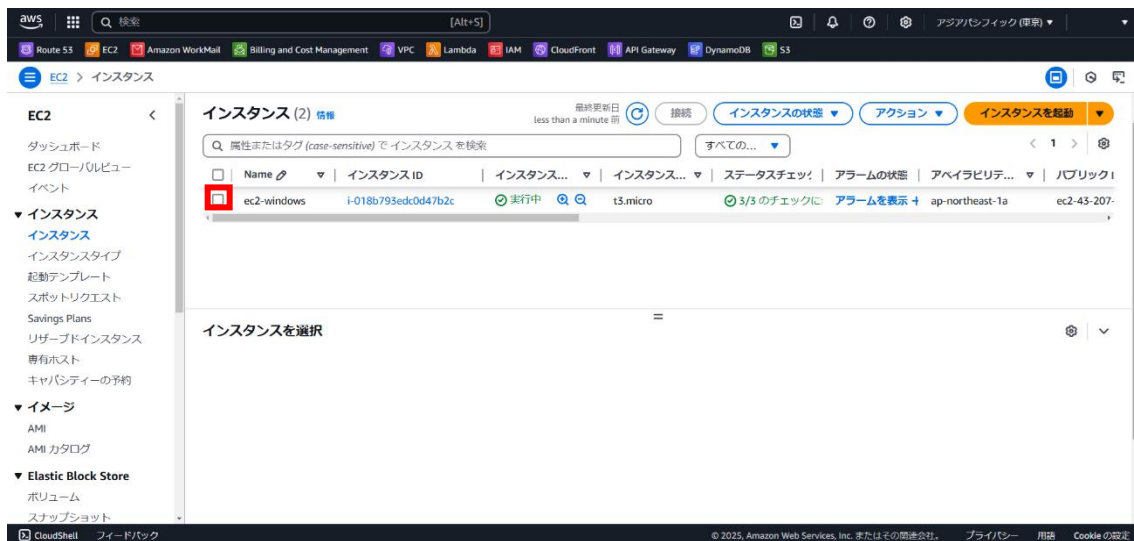 aws 検索 [Alt+S] アジアパシフィック (東京) ▼
Route 53 EC2 Amazon WorkMail Billing and Cost Management VPC Lambda IAM CloudFront API Gateway DynamoDB S3
EC2 > インスタンス
EC2
ダッシュボード
EC2 グローバルビュー
イベント
▼ インスタンス
インスタンス
インスタンスタイプ
起動テンプレート
スポットリクエスト
Savings Plans
リザーブドインスタンス
専有ホスト
キャパシティーの予約
▼ イメージ
AMI
AMI カタログ
▼ Elastic Block Store
ボリューム
スナップショット
インスタンス (2) 情報
最終更新日
less than a minute 前
接続 インスタンスの状態 ▼ アクション ▼ インスタンスを起動 ▼
属性またはタグ (case-sensitive) で インスタンス を検索 すべての... ▼ < 1 >
Name インスタンス ID インスタンス... インスタンス... ステータスチェック アラームの状態 アベイラビリテ... パブリック I
ec2-windows i-018b793edc0d47b2c 実行中 t3.micro 3/3 のチェックに アラームを表示 + ap-northeast-1a ec2-43-207-
インスタンスを選択
CloudShell フィードバック © 2025, Amazon Web Services, Inc. またはその関連会社。 プライバシー 用語 Cookie の設定